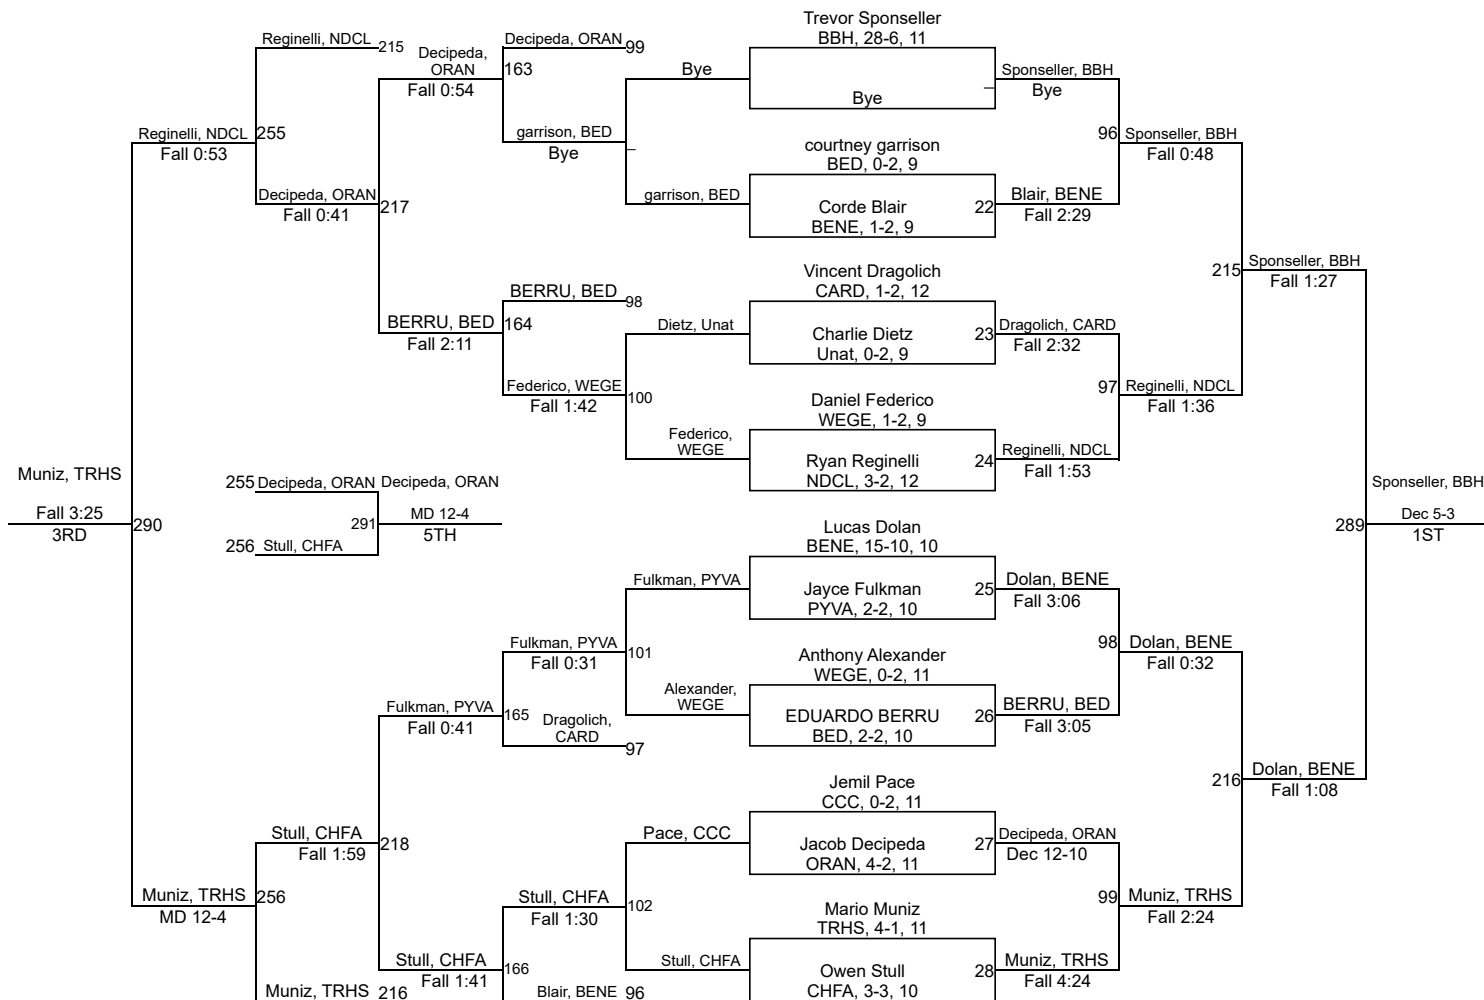 Trevor Sponseller
BBH, 28-6, 11
Reginelli, NDCL
215
Decipeda,
ORAN
Fall 0:54
Decipeda, ORAN
99
163
Bye
Bye
Sponseller, BBH
Bye
garrison, BED
Bye
Reginelli, NDCL
Fall 0:53
255
courtney garrison
BED, 0-2, 9
96
Sponseller, BBH
Fall 0:48
Decipeda, ORAN
Fall 0:41
217
garrison, BED
Corde Blair
BENE, 1-2, 9
22
Blair, BENE
Fall 2:29
Vincent Dragolich
CARD, 1-2, 12
215
Sponseller, BBH
Fall 1:27
BERRU, BED
98
BERRU, BED
Fall 2:11
164
Dietz, Unat
Charlie Dietz
Unat, 0-2, 9
23
Dragolich, CARD
Fall 2:32
Federico, WEGE
Fall 1:42
100
Daniel Federico
WEGE, 1-2, 9
97
Reginelli, NDCL
Fall 1:36
Federico,
WEGE
Ryan Reginelli
NDCL, 3-2, 12
24
Reginelli, NDCL
Fall 1:53
Muniz, TRHS
Fall 3:25
3RD
290
255
Decipeda, ORAN
Decipeda, ORAN
291
MD 12-4
5TH
256
Stull, CHFA
Sponseller, BBH
289
Dec 5-3
1ST
Lucas Dolan
BENE, 15-10, 10
Fulkman, PYVA
Jayce Fulkman
PYVA, 2-2, 10
25
Dolan, BENE
Fall 3:06
Fulkman, PYVA
Fall 0:31
101
Anthony Alexander
WEGE, 0-2, 11
98
Dolan, BENE
Fall 0:32
Fulkman, PYVA
Fall 0:41
165
Dragolich,
CARD
97
Alexander,
WEGE
EDUARDO BERRU
BED, 2-2, 10
26
BERRU, BED
Fall 3:05
Jemil Pace
CCC, 0-2, 11
216
Dolan, BENE
Fall 1:08
Stull, CHFA
Fall 1:59
218
Pace, CCC
Jacob Decipeda
ORAN, 4-2, 11
27
Decipeda, ORAN
Dec 12-10
Muniz, TRHS
MD 12-4
256
Stull, CHFA
Fall 1:30
102
Mario Muniz
TRHS, 4-1, 11
99
Muniz, TRHS
Fall 2:24
Stull, CHFA
Fall 1:41
166
Stull, CHFA
Owen Stull
CHFA, 3-3, 10
28
Muniz, TRHS
Fall 4:24
Muniz, TRHS
216
Blair, BENE
96